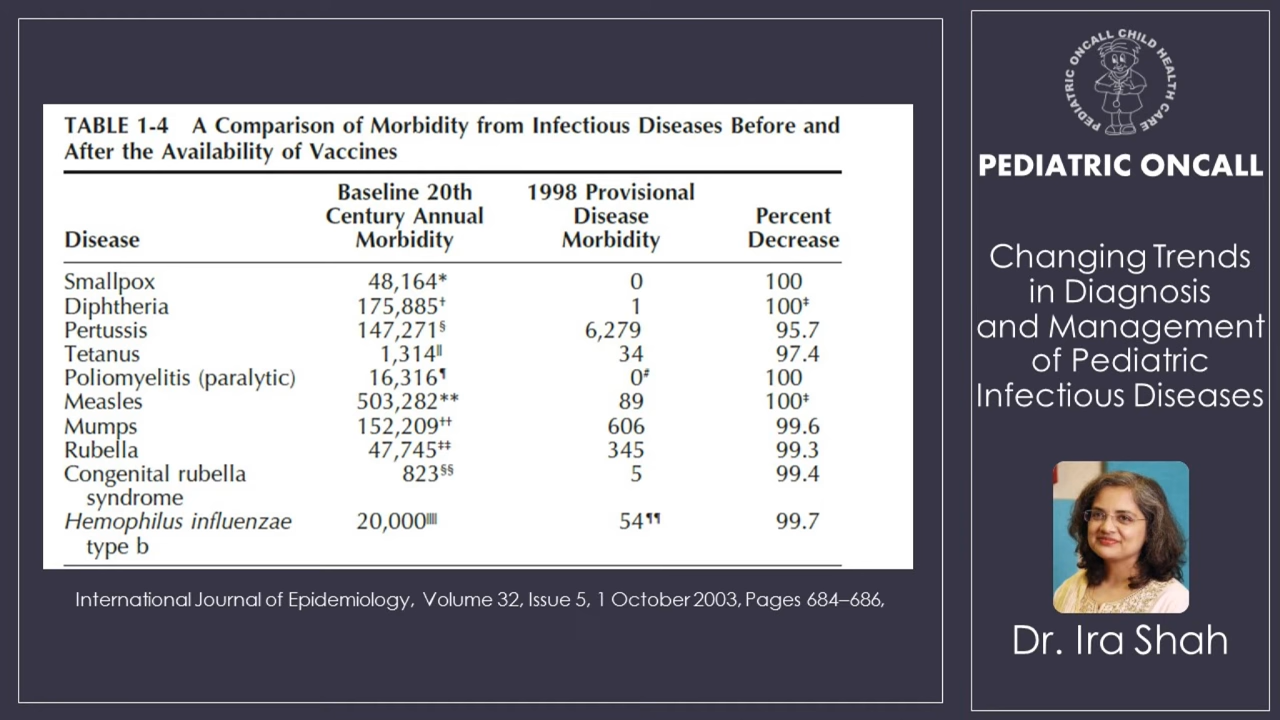 TABLE 1-4 A Comparison of Morbidity from Infectious Diseases Before and
After the Availability of Vaccines
Baseline 20th 1998 Provisional
Century Annual Disease Percent
Disease Morbidity Morbidity Decrease
Smallpox 48,164* 0 100
Diphtheria 175,885† 1 100‡
Pertussis 147,271§ 6,279 95.7
Tetanus 1,314‖ 34 97.4
Poliomyelitis (paralytic) 16,316¶ 0# 100
Measles 503,282** 89 100‡
Mumps 152,209†† 606 99.6
Rubella 47,745‡‡ 345 99.3
Congenital rubella 823§§ 5 99.4
syndrome
Hemophilus influenzae 20,000‖‖ 54¶¶ 99.7
type b
International Journal of Epidemiology, Volume 32, Issue 5, 1 October 2003, Pages 684–686,
PEDIATRIC ONCALL CHILD HEALTH CARE
PEDIATRIC ONCALL
Changing Trends
in Diagnosis
and Management
of Pediatric
Infectious Diseases
Dr. Ira Shah